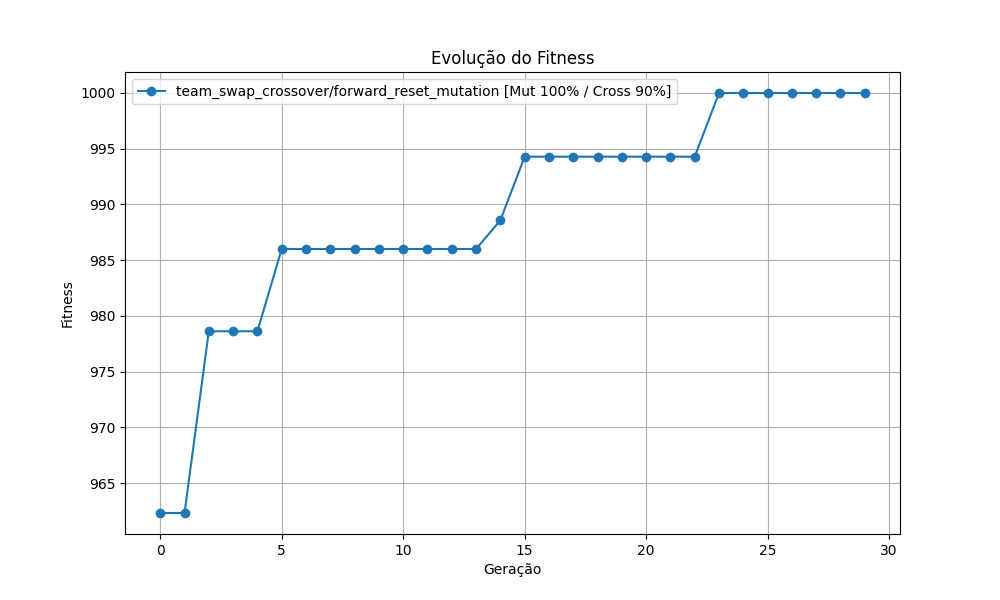 Evolução do Fitness
team_swap_crossover/forward_reset_mutation [Mut 100% / Cross 90%]
Fitness
1000
995
990
985
980
975
970
965
0 5 10 15 20 25 30
Geração